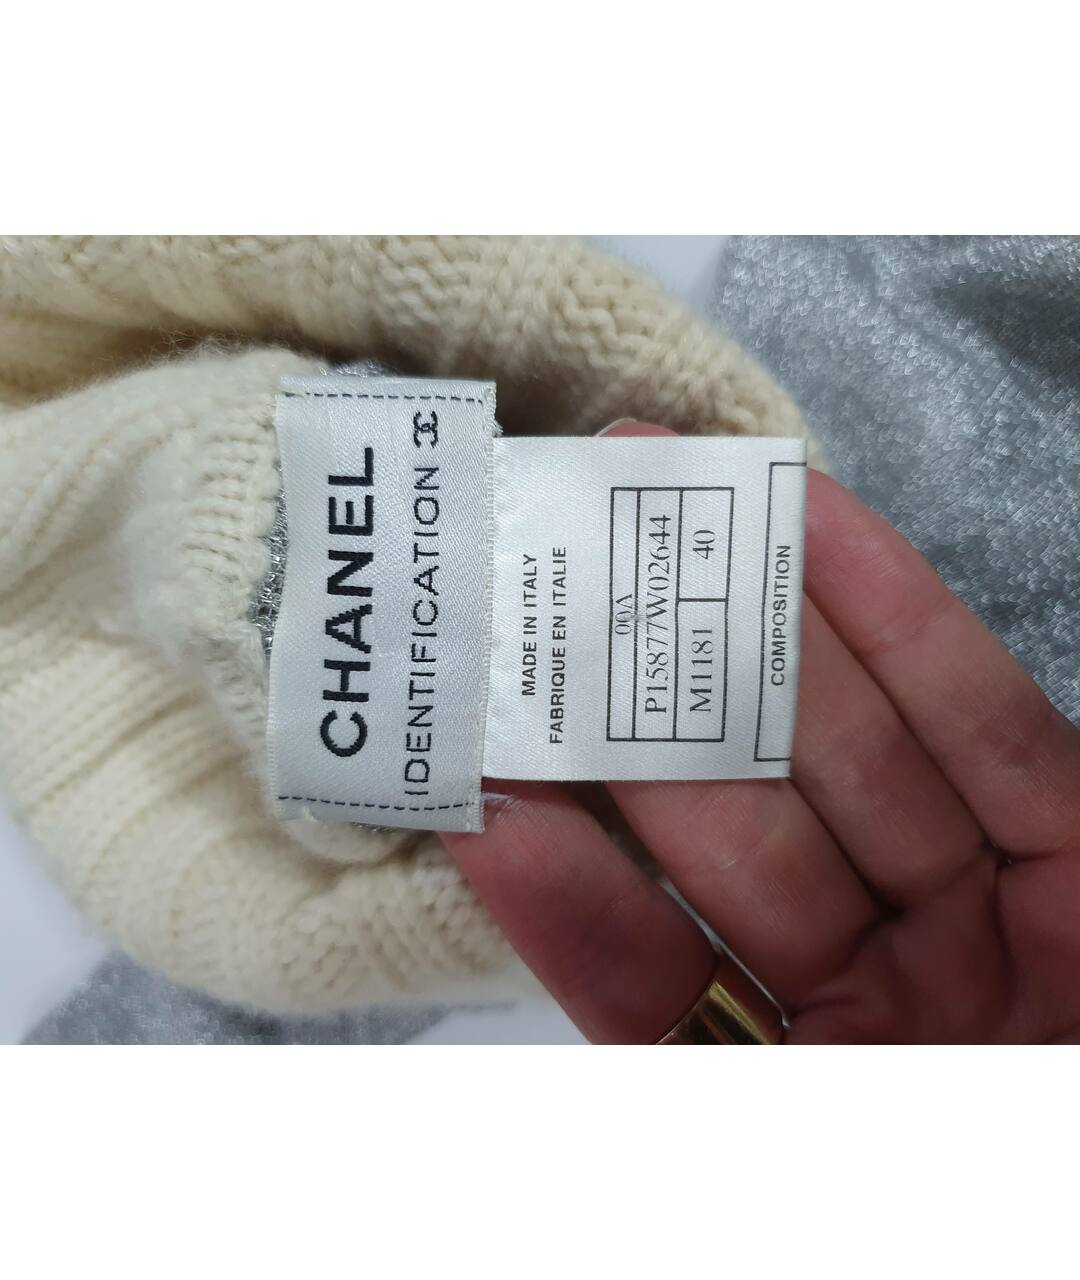 CHANEL
IDENTIFICATION
MADE IN ITALY
FABRIQUE EN ITALIE
00A
P15877W02644
M1181 40
COMPOSITION